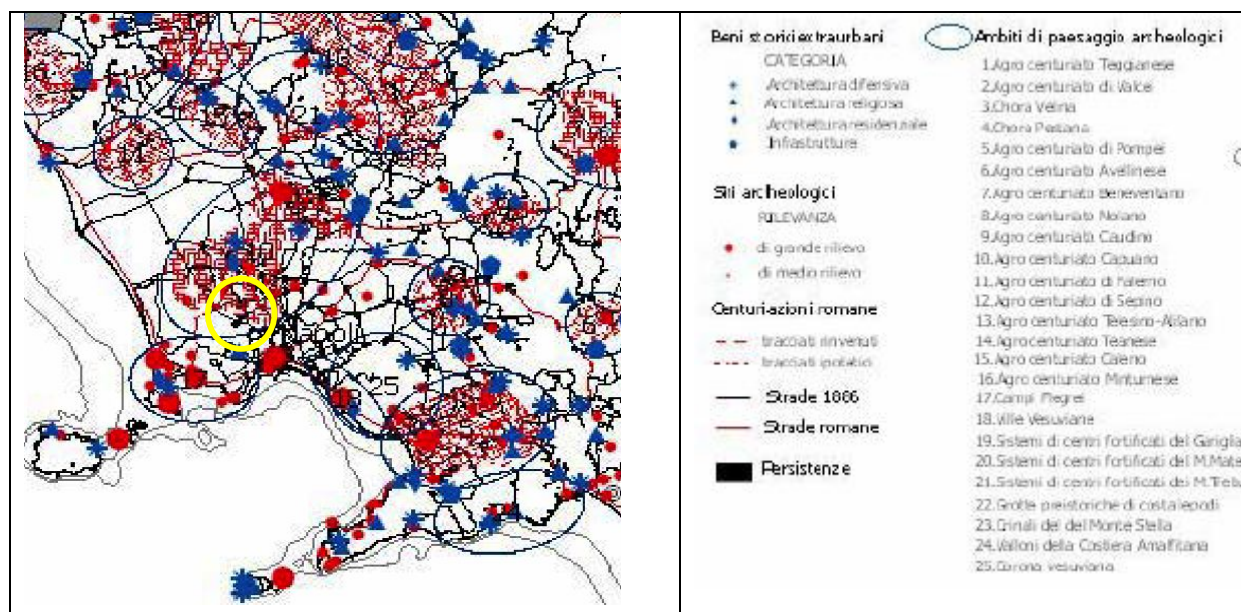 Beni storici extraurbani
CATEGORIA
Architettura difensiva
Architettura religiosa
Architettura residenziale
Infrastrutture
Siti archeologici
RILEVANZA
di grande rilievo
di medio rilievo
Centuriazioni romane
tracciati rinvenuti
tracciati ipotetici
Strade 1886
Strade romane
Persistenze
Ambiti di paesaggio archeologici
1.Agro centuriato Teggianese
2.Agro centuriato di Volcei
3.Chora Velina
4.Chora Pestana
5.Agro centuriato di Pompei
6.Agro centuriato Avellinese
7.Agro centuriato Beneventano
8.Agro centuriato Nolano
9.Agro centuriato Caudino
10.Agro centuriato Capuano
11.Agro centuriato di Falerno
12.Agro centuriato di Sepino
13.Agro centuriato Telesino-Alifano
14.Agro centuriato Teanese
15.Agro centuriato Caleno
16.Agro centuriato Minturnese
17.Campi Flegrei
18.Ville Vesuviane
19.Sistemi di centri fortificati del Gariglia
20.Sistemi di centri fortificati del M.Mate
21.Sistemi di centri fortificati del M.Trebu
22.Grotte preistoriche di costalepodi
23.Crinali del del Monte Stella
24.Valloni della Costiera Amalfitana
25.Corona vesuviana
25